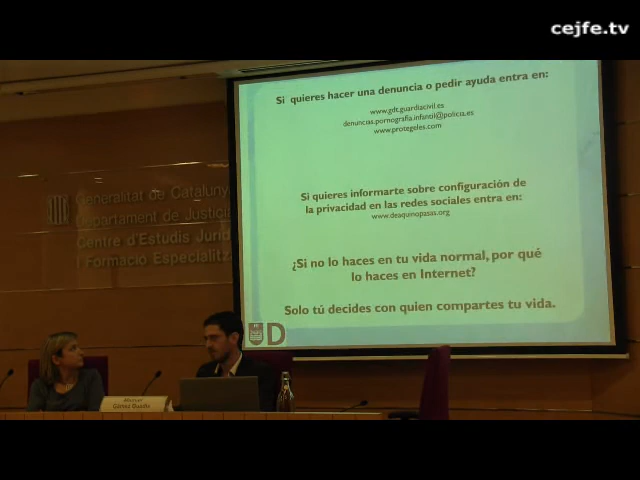 cejfe.tv
Si quieres hacer una denuncia o pedir ayuda entra en:
www.gdt.guardiacivil.es
denuncias.pornografia.infantil@policia.es
www.protegeles.com
Si quieres informarte sobre configuración de
la privacidad en las redes sociales entra en:
www.deaquinopasas.org
¿Si no lo haces en tu vida normal, por qué
lo haces en Internet?
Solo tú decides con quien compartes tu vida.
D
Generalitat de Catalunya
Departament de Justícia
Centre d'Estudis Juríd
i Formació Especialitz